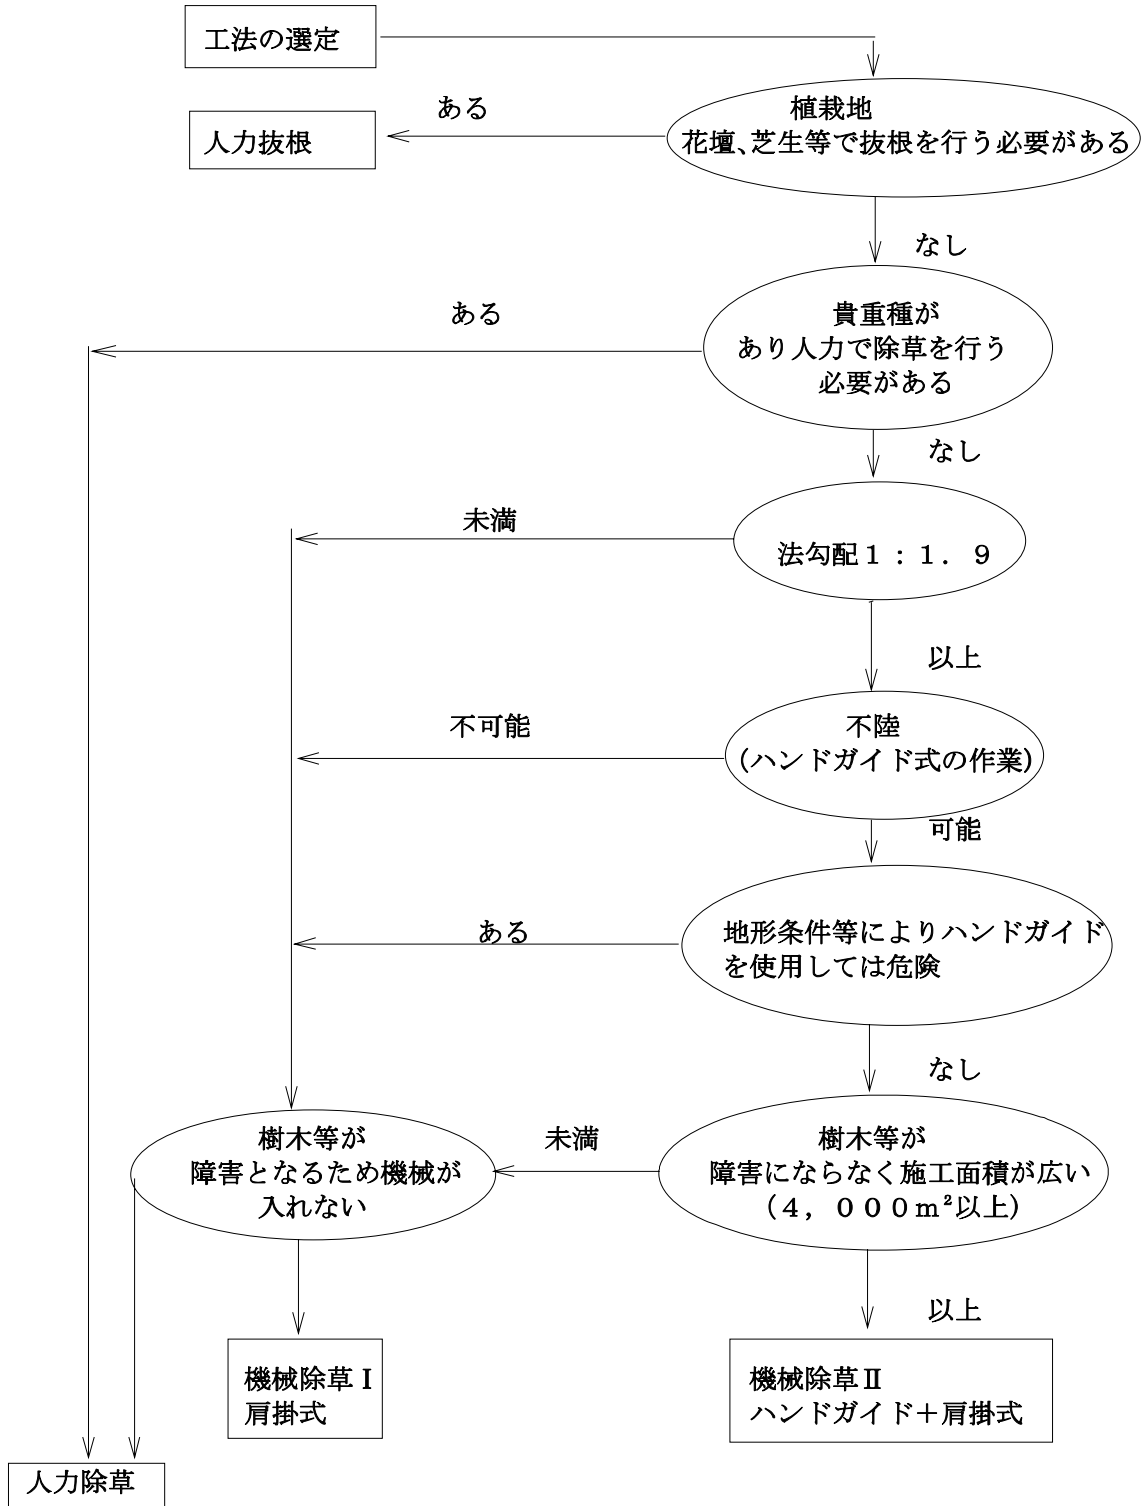 工法の選定
植栽地
花壇、芝生等で抜根を行う必要がある
ある
人力抜根
なし
貴重種が
あり人力で除草を行う
必要がある
ある
なし
法勾配１：１．９
未満
以上
不陸
(ハンドガイド式の作業)
不可能
可能
地形条件等によりハンドガイド
を使用しては危険
ある
なし
樹木等が
障害にならなく施工面積が広い
(４，０００ｍ²以上)
未満
樹木等が
障害となるため機械が
入れない
以上
機械除草Ⅰ
肩掛式
機械除草Ⅱ
ハンドガイド＋肩掛式
人力除草